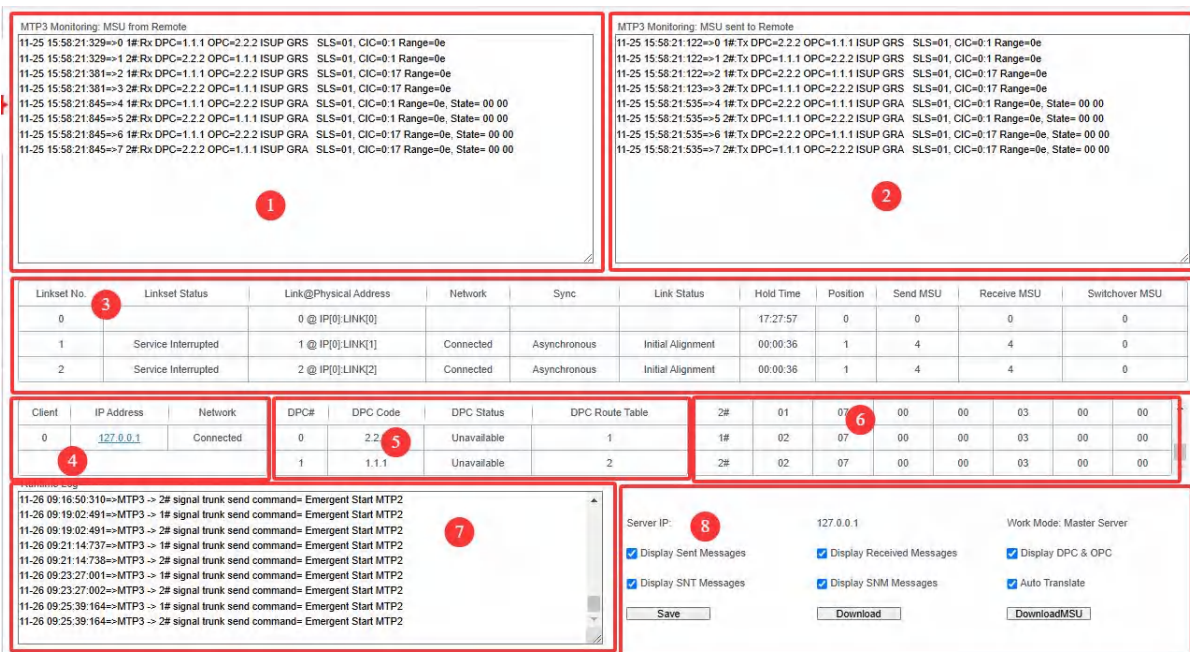 MTP3 Monitoring: MSU from Remote
11-25 15:58:21:329=>0 1#:Rx DPC=1.1.1 OPC=2.2.2 ISUP GRS SLS=01, CIC=0:1 Range=0e
11-25 15:58:21:329=>1 2#:Rx DPC=2.2.2 OPC=1.1.1 ISUP GRS SLS=01, CIC=0:1 Range=0e
11-25 15:58:21:381=>2 1#:Rx DPC=1.1.1 OPC=2.2.2 ISUP GRS SLS=01, CIC=0:17 Range=0e
11-25 15:58:21:381=>3 2#:Rx DPC=2.2.2 OPC=1.1.1 ISUP GRS SLS=01, CIC=0:17 Range=0e
11-25 15:58:21:845=>4 1#:Rx DPC=1.1.1 OPC=2.2.2 ISUP GRA SLS=01, CIC=0:1 Range=0e, State= 00 00
11-25 15:58:21:845=>5 2#:Rx DPC=2.2.2 OPC=1.1.1 ISUP GRA SLS=01, CIC=0:1 Range=0e, State= 00 00
11-25 15:58:21:845=>6 1#:Rx DPC=1.1.1 OPC=2.2.2 ISUP GRA SLS=01, CIC=0:17 Range=0e, State= 00 00
11-25 15:58:21:845=>7 2#:Rx DPC=2.2.2 OPC=1.1.1 ISUP GRA SLS=01, CIC=0:17 Range=0e, State= 00 00
1
MTP3 Monitoring: MSU sent to Remote
11-25 15:58:21:122=>0 1#:Tx DPC=2.2.2 OPC=1.1.1 ISUP GRS SLS=01, CIC=0:1 Range=0e
11-25 15:58:21:122=>1 2#:Tx DPC=1.1.1 OPC=2.2.2 ISUP GRS SLS=01, CIC=0:1 Range=0e
11-25 15:58:21:122=>2 1#:Tx DPC=2.2.2 OPC=1.1.1 ISUP GRS SLS=01, CIC=0:17 Range=0e
11-25 15:58:21:123=>3 2#:Tx DPC=1.1.1 OPC=2.2.2 ISUP GRS SLS=01, CIC=0:17 Range=0e
11-25 15:58:21:535=>4 1#:Tx DPC=2.2.2 OPC=1.1.1 ISUP GRA SLS=01, CIC=0:1 Range=0e, State= 00 00
11-25 15:58:21:535=>5 2#:Tx DPC=1.1.1 OPC=2.2.2 ISUP GRA SLS=01, CIC=0:1 Range=0e, State= 00 00
11-25 15:58:21:535=>6 1#:Tx DPC=2.2.2 OPC=1.1.1 ISUP GRA SLS=01, CIC=0:17 Range=0e, State= 00 00
11-25 15:58:21:535=>7 2#:Tx DPC=1.1.1 OPC=2.2.2 ISUP GRA SLS=01, CIC=0:17 Range=0e, State= 00 00
2
Linkset No. 3 Linkset Status Link@Physical Address Network Sync Link Status Hold Time Position Send MSU Receive MSU Switchover MSU
0 0 @ IP[0]:LINK[0] 17:27:57 0 0 0 0
1 Service Interrupted 1 @ IP[0]:LINK[1] Connected Asynchronous Initial Alignment 00:00:36 1 4 4 0
2 Service Interrupted 2 @ IP[0]:LINK[2] Connected Asynchronous Initial Alignment 00:00:36 1 4 4 0
Client IP Address Network
0 127.0.0.1 Connected
4
DPC# DPC Code DPC Status DPC Route Table
0 2.2. 5 Unavailable 1
1 1.1.1 Unavailable 2
2# 01 07 6 00 00 03 00 00
1# 02 07 00 00 03 00 00
2# 02 07 00 00 03 00 00
Runtime Log
11-26 09:16:50:310=>MTP3 -> 2# signal trunk send command= Emergent Start MTP2
11-26 09:19:02:491=>MTP3 -> 1# signal trunk send command= Emergent Start MTP2
11-26 09:19:02:491=>MTP3 -> 2# signal trunk send command= Emergent Start MTP2
11-26 09:21:14:737=>MTP3 -> 1# signal trunk send command= Emergent Start MTP2
11-26 09:21:14:738=>MTP3 -> 2# signal trunk send command= Emergent Start MTP2
11-26 09:23:27:001=>MTP3 -> 1# signal trunk send command= Emergent Start MTP2
11-26 09:23:27:002=>MTP3 -> 2# signal trunk send command= Emergent Start MTP2
11-26 09:25:39:164=>MTP3 -> 1# signal trunk send command= Emergent Start MTP2
11-26 09:25:39:164=>MTP3 -> 2# signal trunk send command= Emergent Start MTP2
7
Server IP: 8 127.0.0.1 Work Mode: Master Server
Display Sent Messages Display Received Messages Display DPC & OPC
Display SNT Messages Display SNM Messages Auto Translate
Save Download DownloadMSU